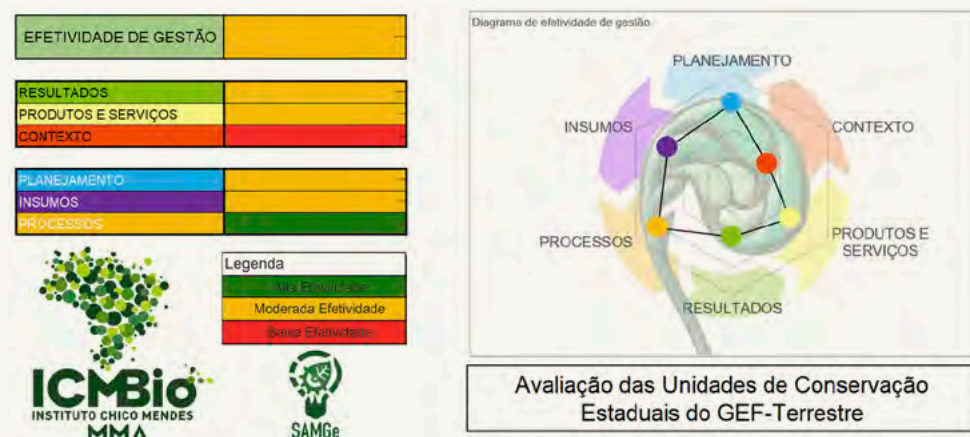 EFETIVIDADE DE GESTÃO
RESULTADOS
PRODUTOS E SERVIÇOS
CONTEXTO
PLANEJAMENTO
INSUMOS
PROCESSOS
Legenda
Alta Efetividade
Moderada Efetividade
Baixa Efetividade
ICMBio
INSTITUTO CHICO MENDES
MMA
SAMGe
Diagrama de efetividade de gestão
PLANEJAMENTO
INSUMOS
CONTEXTO
PROCESSOS
PRODUTOS E
SERVIÇOS
RESULTADOS
Avaliação das Unidades de Conservação
Estaduais do GEF-Terrestre